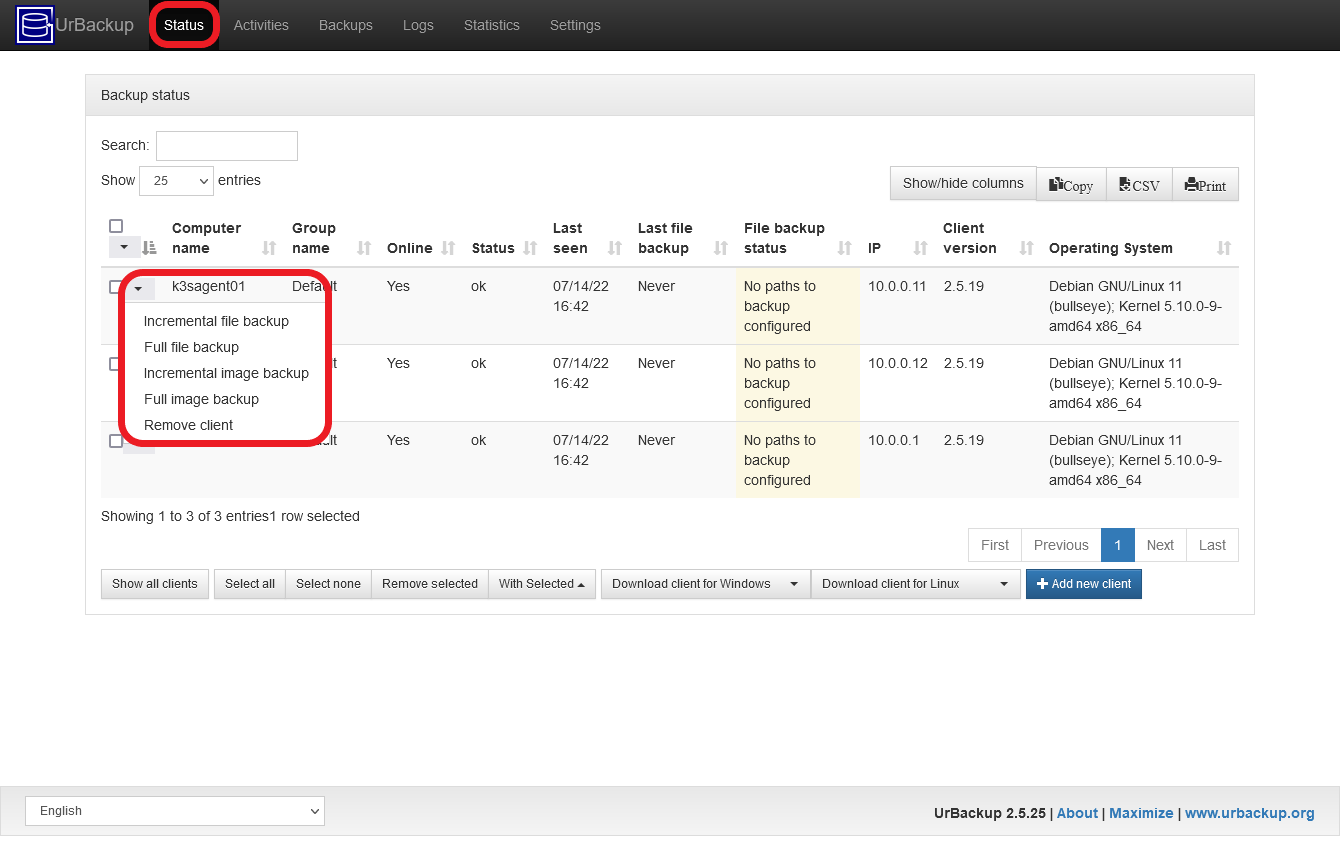 UrBackup Status Activities Backups Logs Statistics Settings
Backup status
Search:
Show 25 entries Show/hide columns Copy CSV Print
Computer name Group name Online Status Last seen Last file backup File backup status IP Client version Operating System
k3sagent01 Default Yes ok 07/14/22 16:42 Never No paths to backup configured 10.0.0.11 2.5.19 Debian GNU/Linux 11 (bullseye); Kernel 5.10.0-9-amd64 x86_64
Incremental file backup
Full file backup
Incremental image backup
Full image backup
Remove client
Yes ok 07/14/22 16:42 Never No paths to backup configured 10.0.0.12 2.5.19 Debian GNU/Linux 11 (bullseye); Kernel 5.10.0-9-amd64 x86_64
Yes ok 07/14/22 16:42 Never No paths to backup configured 10.0.0.1 2.5.19 Debian GNU/Linux 11 (bullseye); Kernel 5.10.0-9-amd64 x86_64
Showing 1 to 3 of 3 entries1 row selected
First Previous 1 Next Last
Show all clients Select all Select none Remove selected With Selected Download client for Windows Download client for Linux Add new client
English UrBackup 2.5.25 | About | Maximize | www.urbackup.org